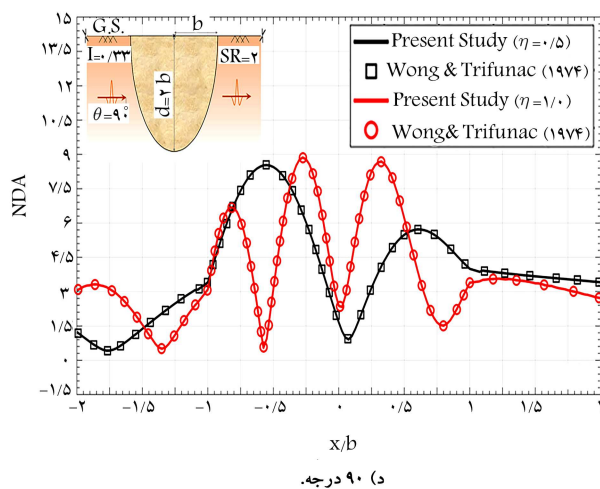 ۱۵
۱۳/۵
۱۲
۱۰/۵
۹
۷/۵
۶
۴/۵
۳
۱/۵
۰
-۱/۵
NDA
G.S.
b
I=۰/۳۳
SR=۲
d=۲ b
θ=۹۰°
Present Study (η=۰/۵)
Wong & Trifunac (۱۹۷۴)
Present Study (η=۱/۰)
Wong& Trifunac (۱۹۷۴)
-۲ -۱/۵ -۱ -۰/۵ ۰ ۰/۵ ۱ ۱/۵ ۲
x/b
د) ۹۰ درجه.